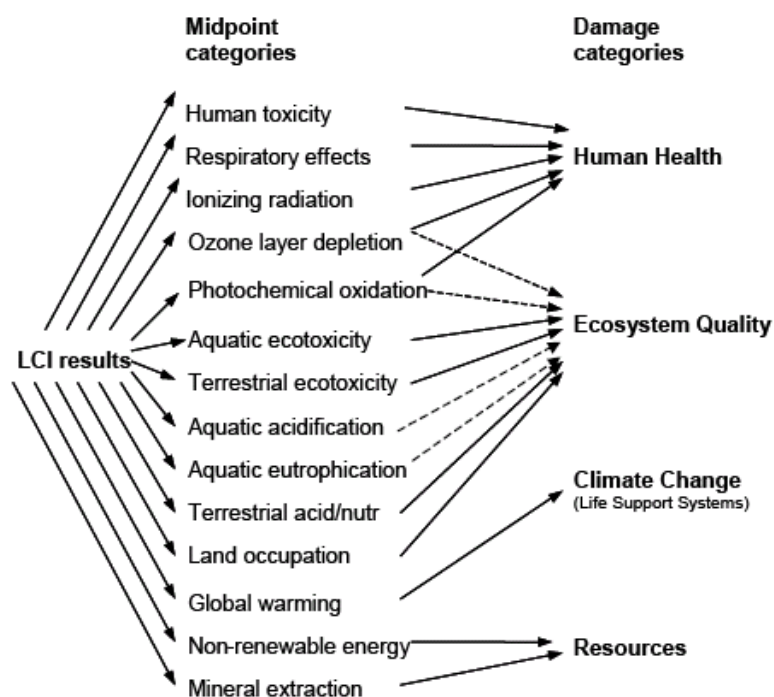 Midpoint
categories
Damage
categories
Human toxicity
Respiratory effects
Human Health
Ionizing radiation
Ozone layer depletion
Photochemical oxidation
Ecosystem Quality
Aquatic ecotoxicity
LCI results
Terrestrial ecotoxicity
Aquatic acidification
Aquatic eutrophication
Climate Change
(Life Support Systems)
Terrestrial acid/nutr
Land occupation
Global warming
Non-renewable energy
Resources
Mineral extraction